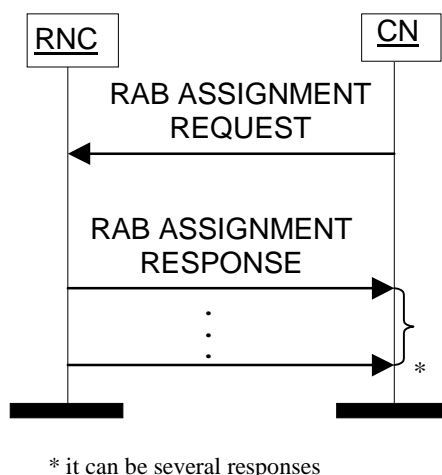 RNC
CN
RAB ASSIGNMENT
REQUEST
RAB ASSIGNMENT
RESPONSE
*
* it can be several responses